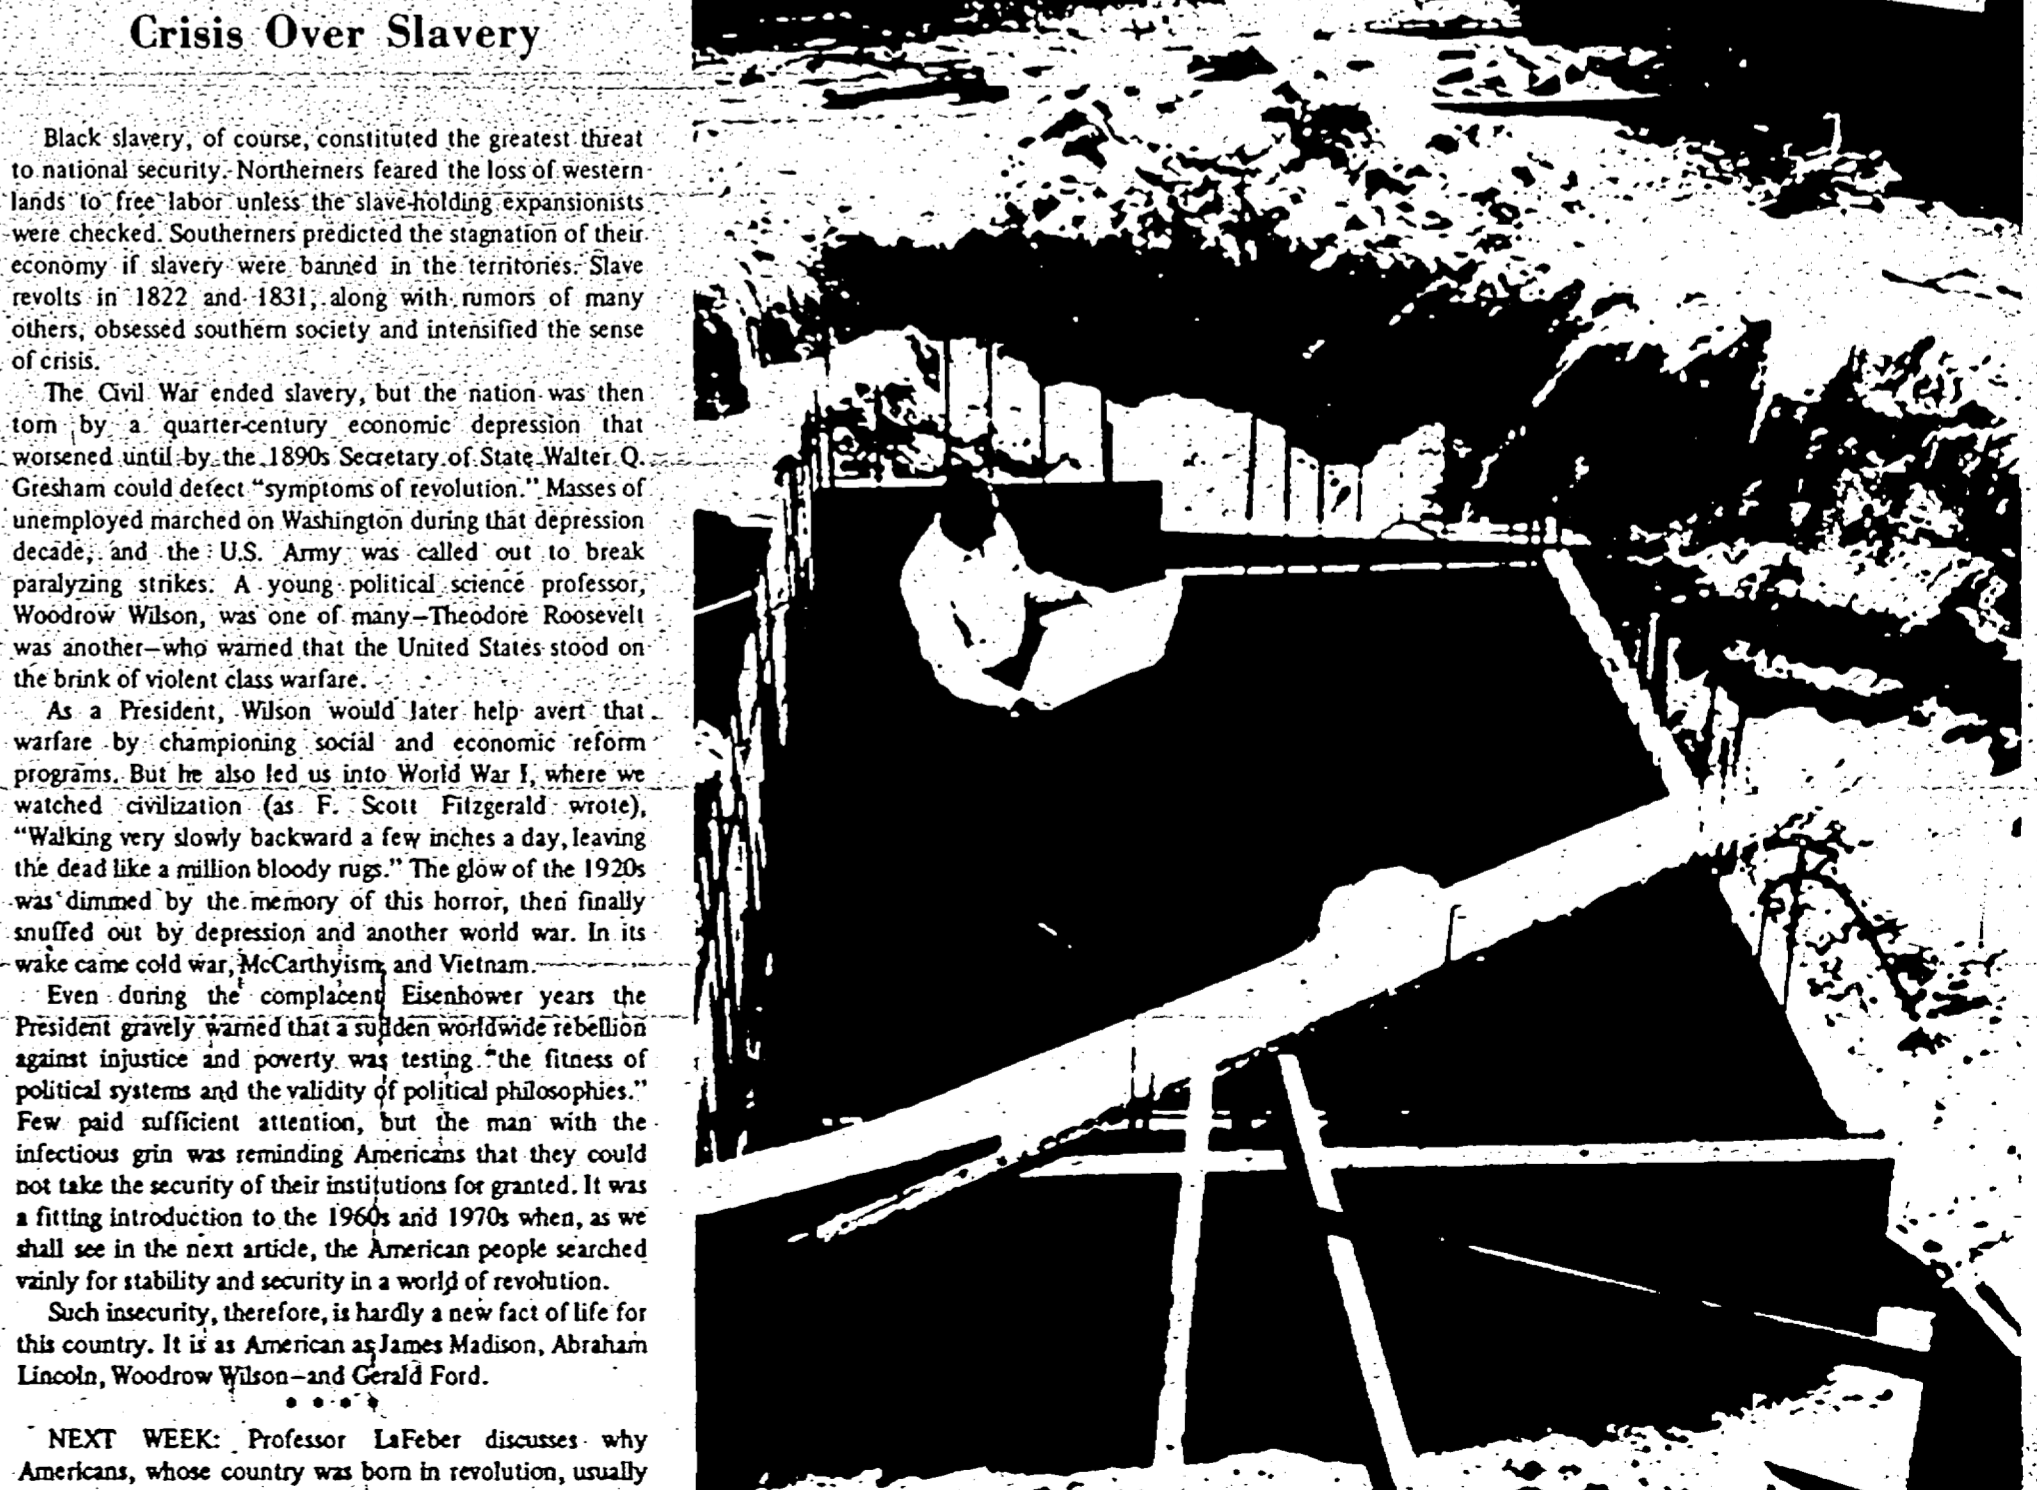 Crisis Over Slavery
Black slavery, of course, constituted the greatest threat
to national security. Northerners feared the loss of western
lands to free labor unless the slave-holding expansionists
were checked. Southerners predicted the stagnation of their
economy if slavery were banned in the territories. Slave
revolts in 1822 and 1831, along with rumors of many
others, obsessed southern society and intensified the sense
of crisis.
The Civil War ended slavery, but the nation was then
torn by a quarter-century economic depression that
worsened until by the 1890s Secretary of State Walter Q.
Gresham could detect "symptoms of revolution." Masses of
unemployed marched on Washington during that depression
decade, and the U.S. Army was called out to break
paralyzing strikes. A young political science professor,
Woodrow Wilson, was one of many—Theodore Roosevelt
was another—who warned that the United States stood on
the brink of violent class warfare.
As a President, Wilson would later help avert that
warfare by championing social and economic reform
programs. But he also led us into World War I, where we
watched civilization (as F. Scott Fitzgerald wrote),
"Walking very slowly backward a few inches a day, leaving
the dead like a million bloody rugs." The glow of the 1920s
was dimmed by the memory of this horror, then finally
snuffed out by depression and another world war. In its
wake came cold war, McCarthyism, and Vietnam.
Even during the complacent Eisenhower years the
President gravely warned that a sudden worldwide rebellion
against injustice and poverty was testing "the fitness of
political systems and the validity of political philosophies."
Few paid sufficient attention, but the man with the
infectious grin was reminding Americans that they could
not take the security of their institutions for granted. It was
a fitting introduction to the 1960s and 1970s when, as we
shall see in the next article, the American people searched
vainly for stability and security in a world of revolution.
Such insecurity, therefore, is hardly a new fact of life for
this country. It is as American as James Madison, Abraham
Lincoln, Woodrow Wilson—and Gerald Ford.
* * * *
NEXT WEEK: Professor LaFeber discusses why
Americans, whose country was born in revolution, usually